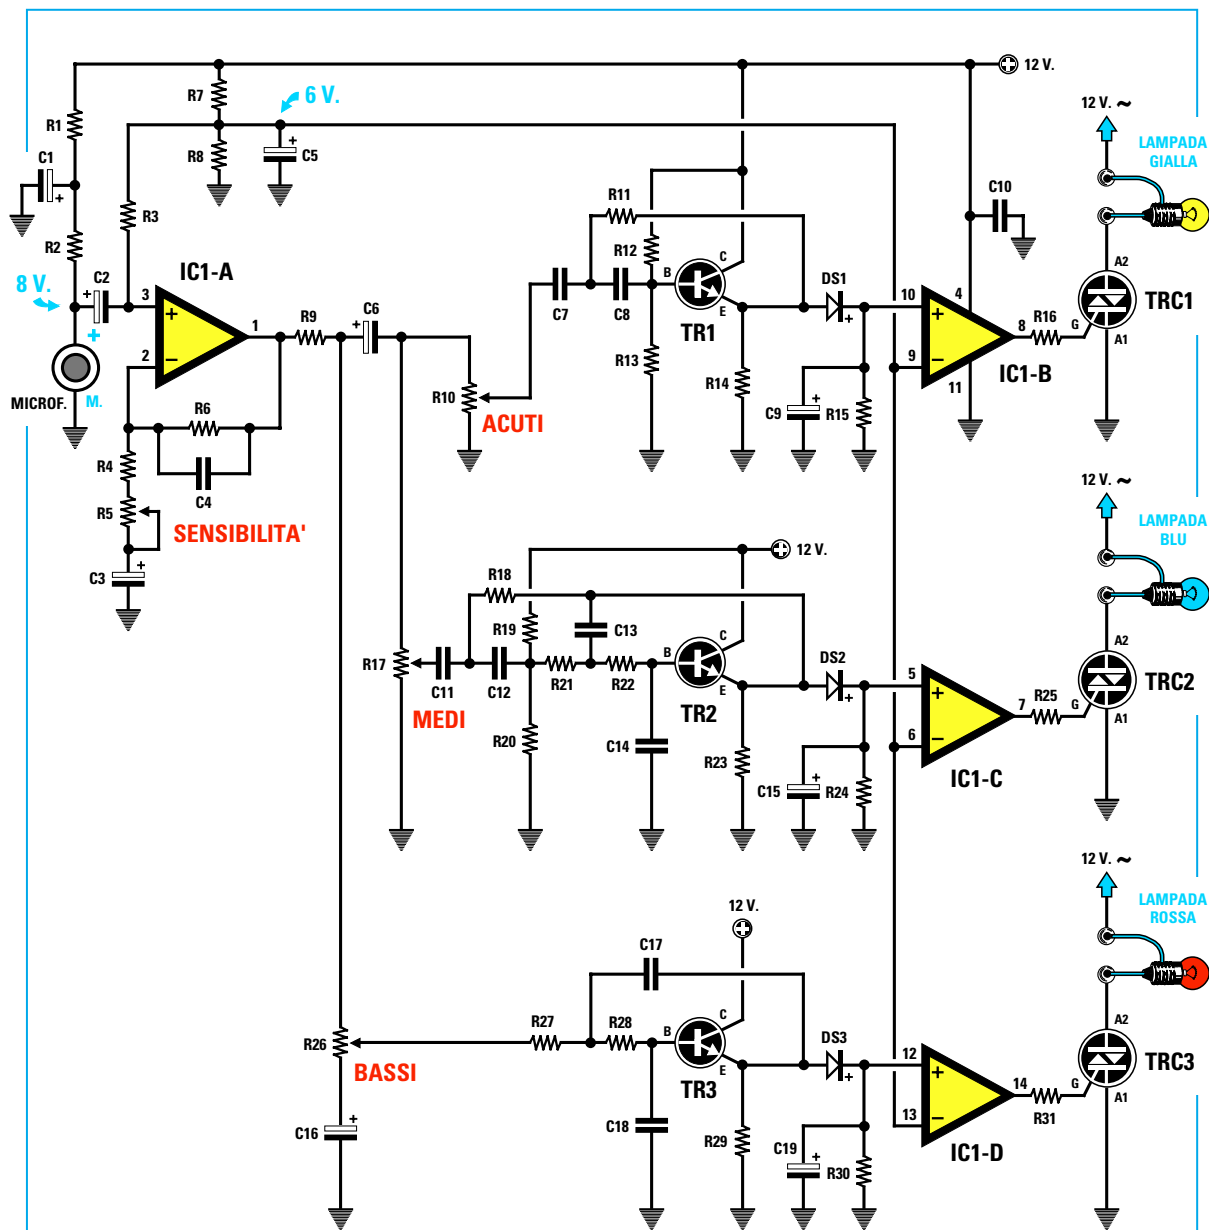 12 V.
R7
6 V.
R1
R8
C5
C1
R3
R2
8 V.
C2
IC1-A
3
2
1
R9
C6
MICROF.
M.
R6
C4
R4
R5
SENSIBILITA'
C3
R10
ACUTI
C7
C8
R11
R12
R13
B
C
E
TR1
R14
DS1
C9
R15
10
9
4
11
8
IC1-B
C10
R16
G
12 V. ~
LAMPADA
GIALLA
A2
TRC1
A1
12 V.
R17
MEDI
C11
C12
R18
R19
R20
R21
C13
R22
C14
B
C
E
TR2
R23
DS2
C15
R24
5
6
7
IC1-C
R25
G
12 V. ~
LAMPADA
BLU
A2
TRC2
A1
12 V.
R26
BASSI
C16
R27
C17
R28
C18
B
C
E
TR3
R29
DS3
C19
R30
12
13
14
IC1-D
R31
G
12 V. ~
LAMPADA
ROSSA
A2
TRC3
A1